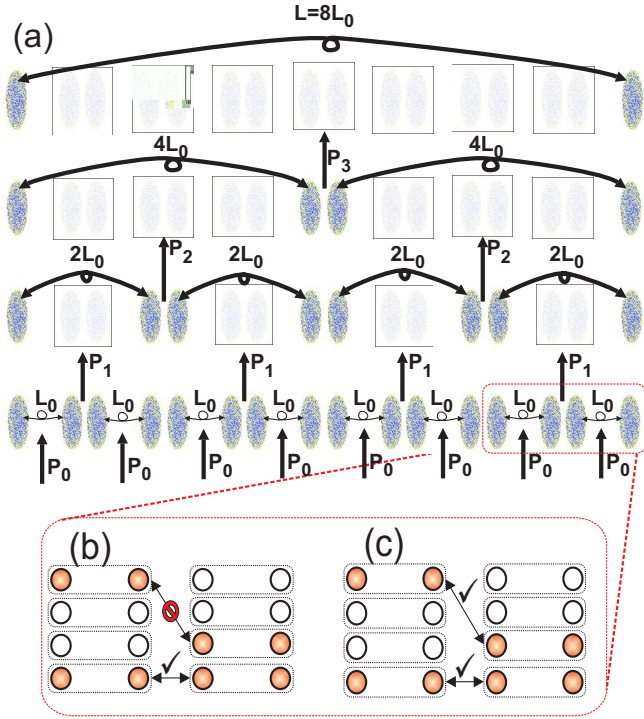 (a)
L=8L₀
4L₀ P₃ 4L₀
2L₀ P₂ 2L₀ 2L₀ P₂ 2L₀
P₁ P₁ P₁ P₁
L₀ L₀ L₀ L₀ L₀ L₀ L₀ L₀
P₀ P₀ P₀ P₀ P₀ P₀ P₀ P₀
(b) (c)